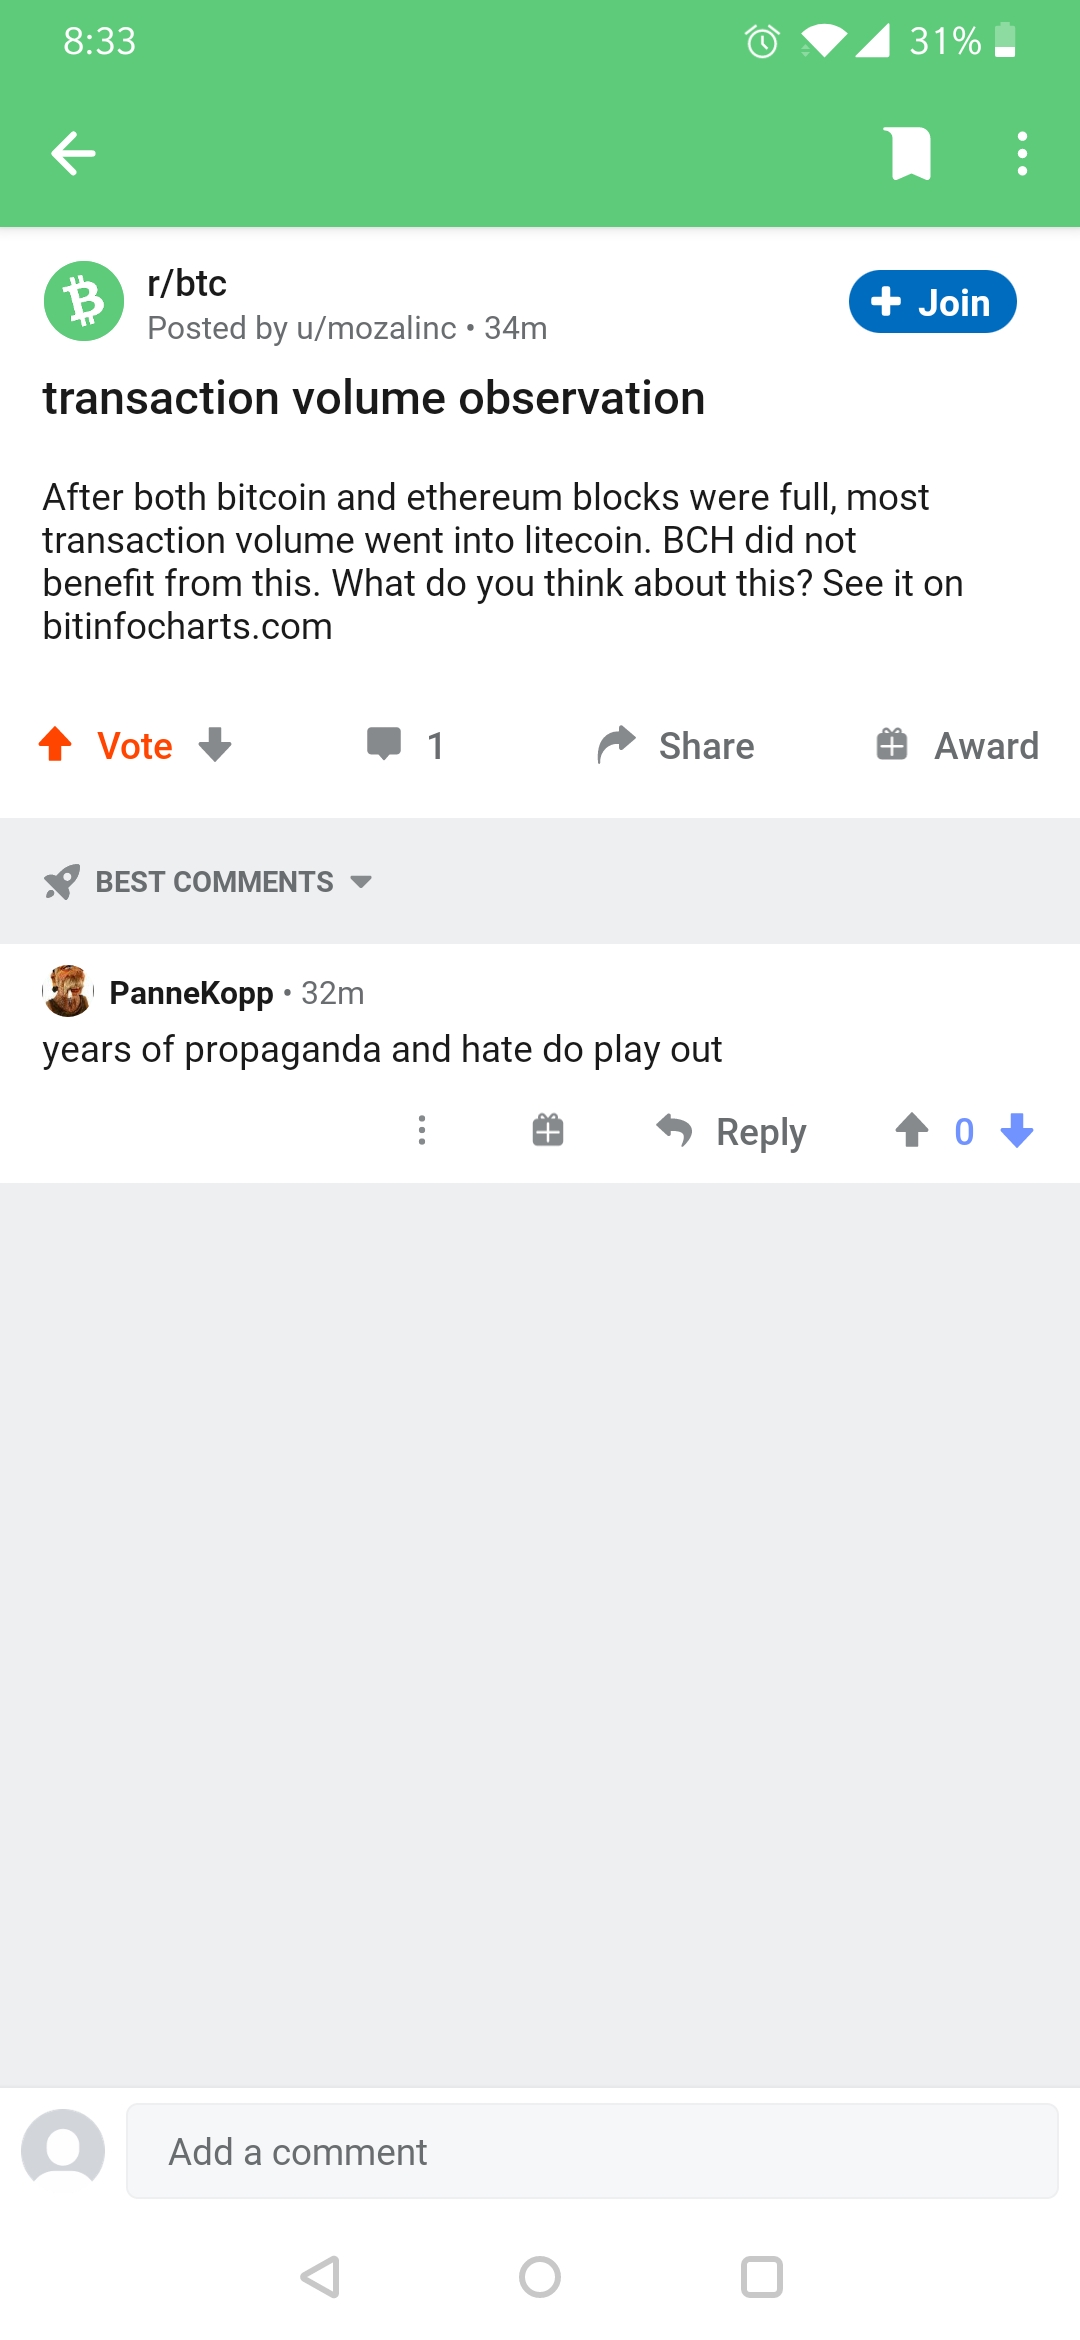 8:33
31%
r/btc
Posted by u/mozalinc • 34m
Join
transaction volume observation
After both bitcoin and ethereum blocks were full, most
transaction volume went into litecoin. BCH did not
benefit from this. What do you think about this? See it on
bitinfocharts.com
Vote
1
Share
Award
BEST COMMENTS
PanneKopp • 32m
years of propaganda and hate do play out
Reply
0
Add a comment